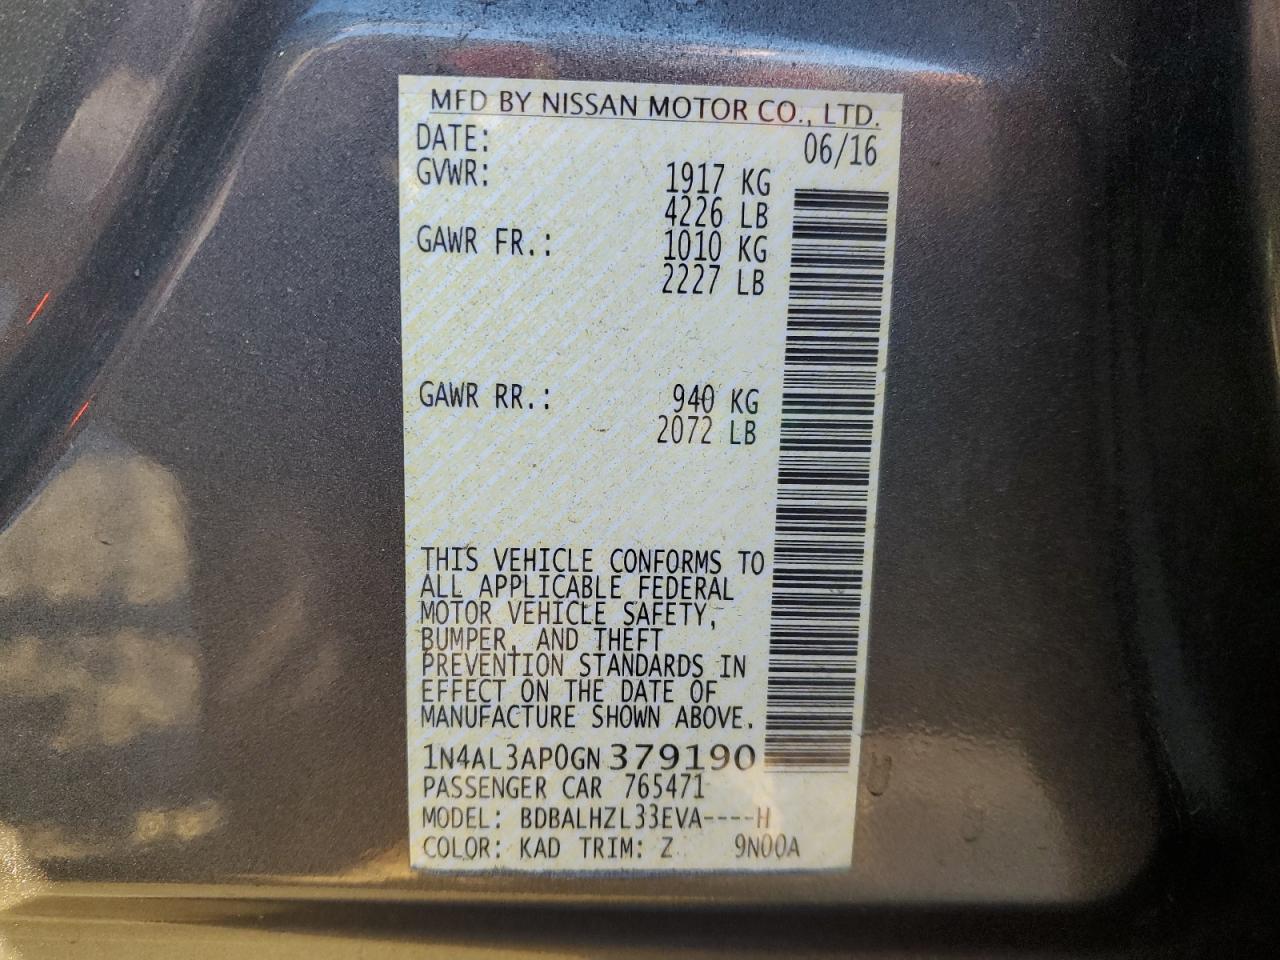 MFD BY NISSAN MOTOR CO., LTD.
DATE: 06/16
GVWR: 1917 KG
4226 LB
GAWR FR.: 1010 KG
2227 LB
GAWR RR.: 940 KG
2072 LB
THIS VEHICLE CONFORMS TO
ALL APPLICABLE FEDERAL
MOTOR VEHICLE SAFETY,
BUMPER, AND THEFT
PREVENTION STANDARDS IN
EFFECT ON THE DATE OF
MANUFACTURE SHOWN ABOVE.
1N4AL3AP0GN379190
PASSENGER CAR 765471
MODEL: BDBALHZL33EVA----H
COLOR: KAD TRIM: Z 9N00A